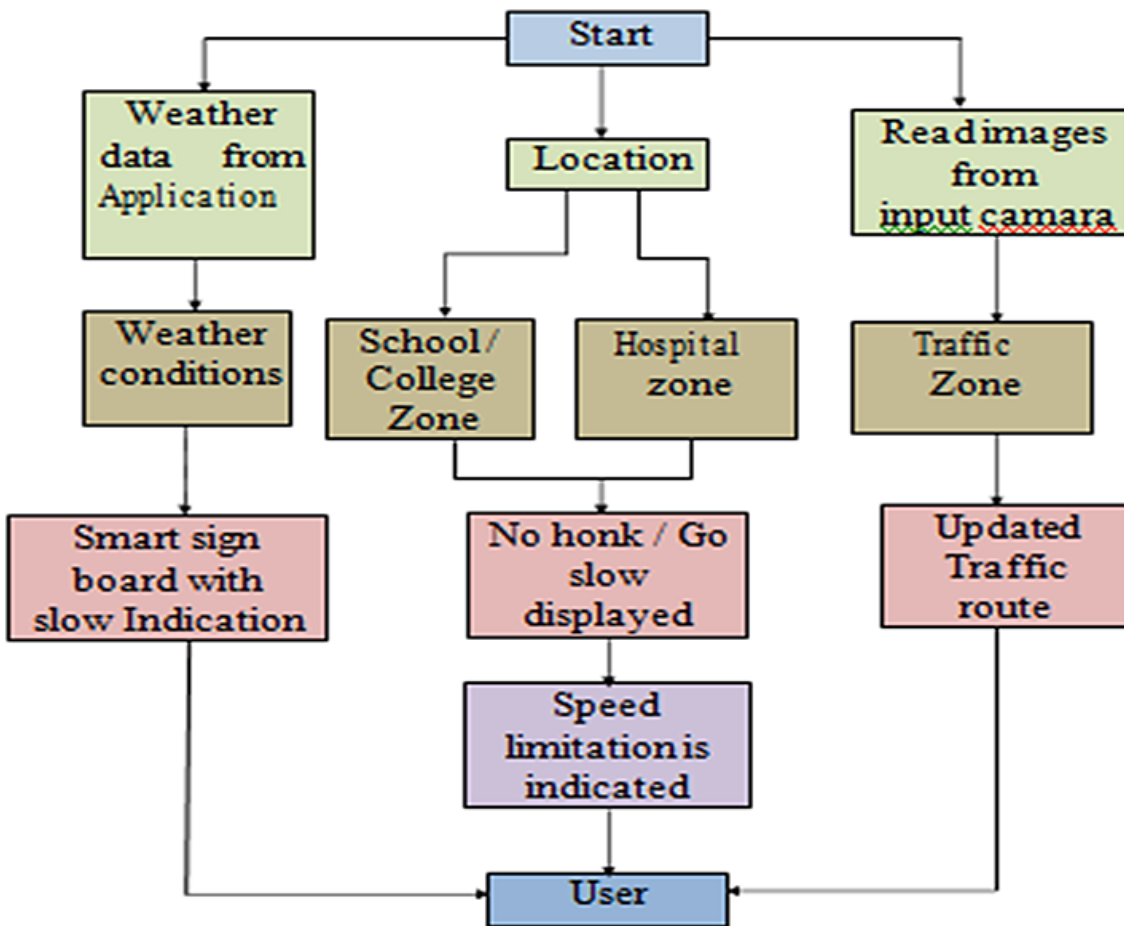 Start
Weather
data from
Application
Location
Read images
from
input camara
Weather
conditions
School /
College
Zone
Hospital
zone
Traffic
Zone
Smart sign
board with
slow Indication
No honk / Go
slow
displayed
Updated
Traffic
route
Speed
limitation is
indicated
User